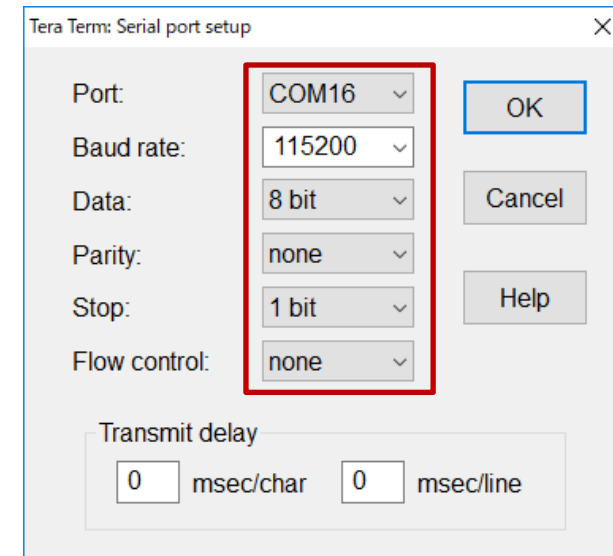 Tera Term: Serial port setup
Port: COM16 OK
Baud rate: 115200
Data: 8 bit Cancel
Parity: none
Stop: 1 bit Help
Flow control: none
Transmit delay
0 msec/char 0 msec/line